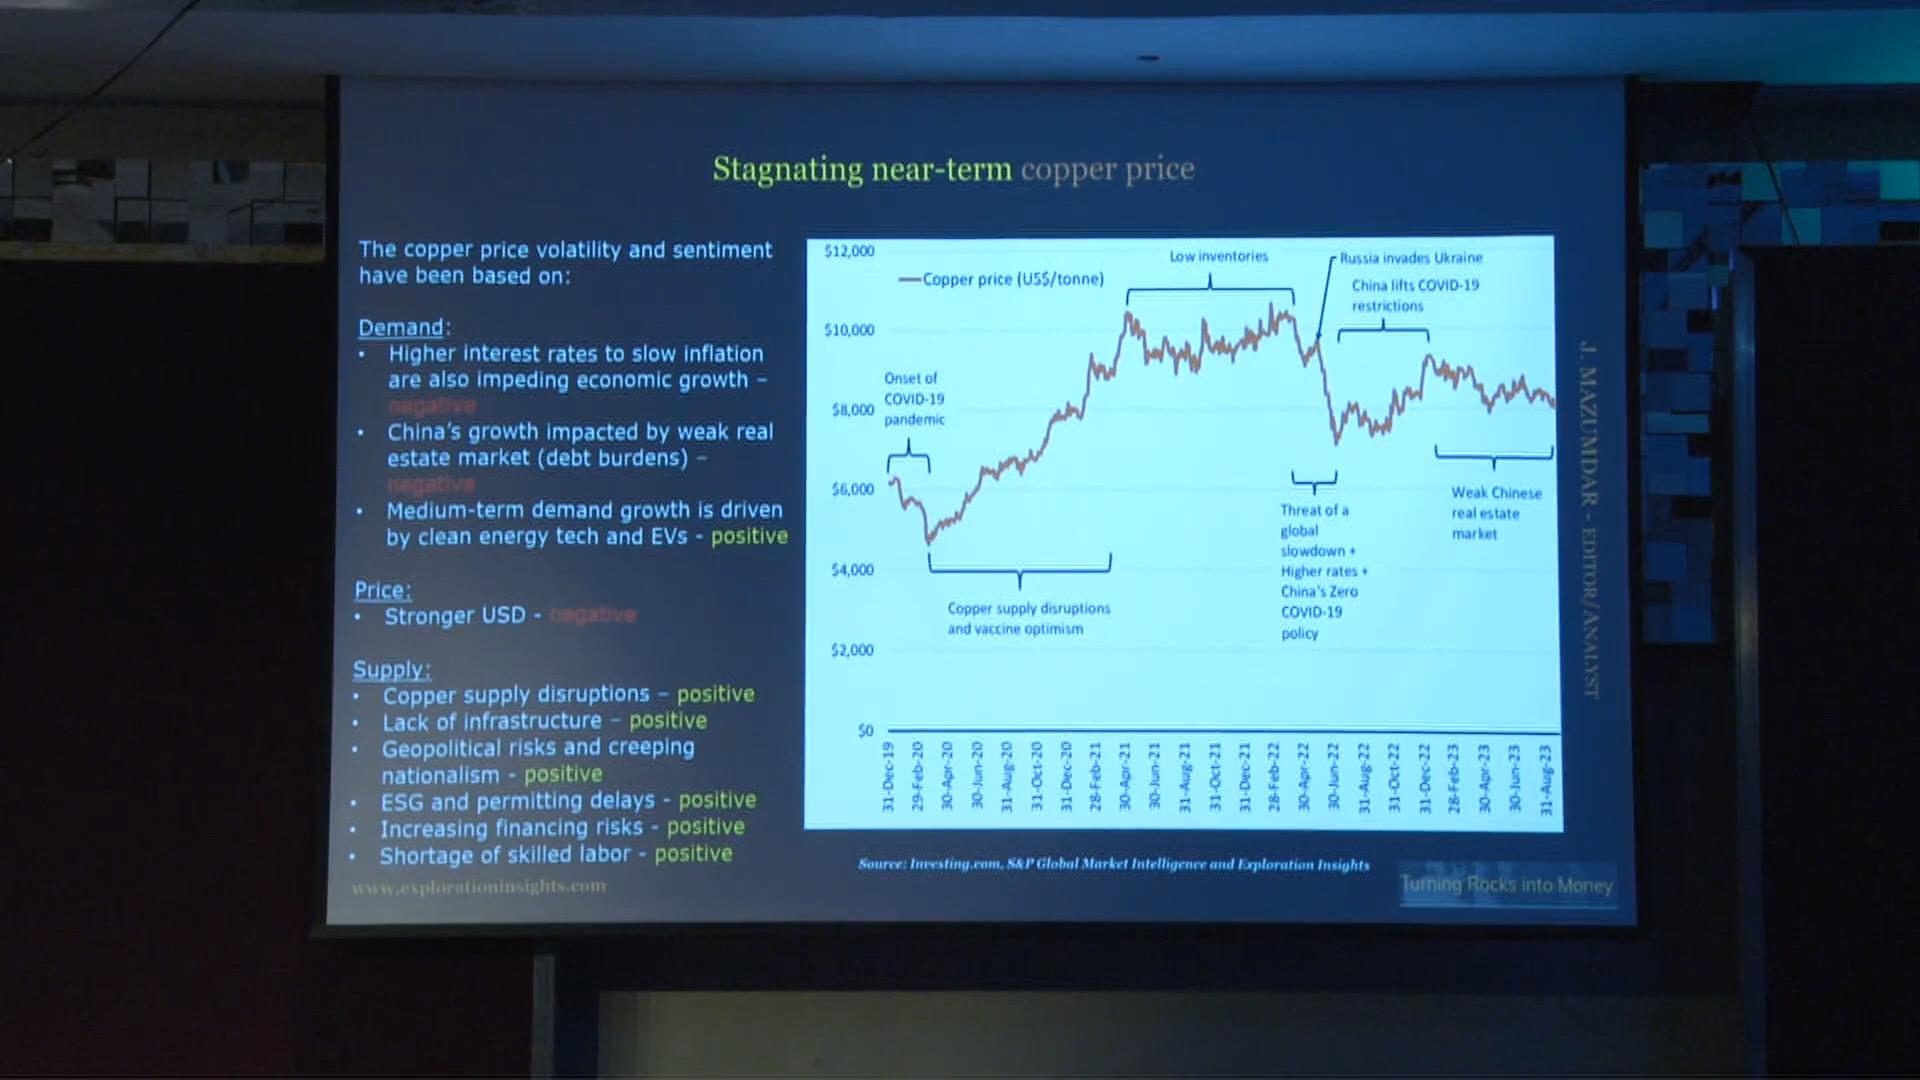 Stagnating near-term copper price
The copper price volatility and sentiment
have been based on:
Demand:
• Higher interest rates to slow inflation
are also impeding economic growth –
negative
• China's growth impacted by weak real
estate market (debt burdens) –
negative
• Medium-term demand growth is driven
by clean energy tech and EVs - positive
Price:
• Stronger USD - negative
Supply:
• Copper supply disruptions – positive
• Lack of infrastructure – positive
• Geopolitical risks and creeping
nationalism - positive
• ESG and permitting delays - positive
• Increasing financing risks - positive
• Shortage of skilled labor - positive
www.explorationinsights.com
$12,000
$10,000
$8,000
$6,000
$4,000
$2,000
$0
Copper price (US$/tonne)
Low inventories
Russia invades Ukraine
China lifts COVID-19
restrictions
Onset of
COVID-19
pandemic
Copper supply disruptions
and vaccine optimism
Threat of a
global
slowdown +
Higher rates +
China's Zero
COVID-19
policy
Weak Chinese
real estate
market
31-Dec-19
29-Feb-20
30-Apr-20
30-Jun-20
31-Aug-20
31-Oct-20
31-Dec-20
28-Feb-21
30-Apr-21
30-Jun-21
31-Aug-21
31-Oct-21
31-Dec-21
28-Feb-22
30-Apr-22
30-Jun-22
31-Aug-22
31-Oct-22
31-Dec-22
28-Feb-23
30-Apr-23
30-Jun-23
31-Aug-23
Source: Investing.com, S&P Global Market Intelligence and Exploration Insights
J. MAZUMDAR - EDITOR/ANALYST
Turning Rocks into Money